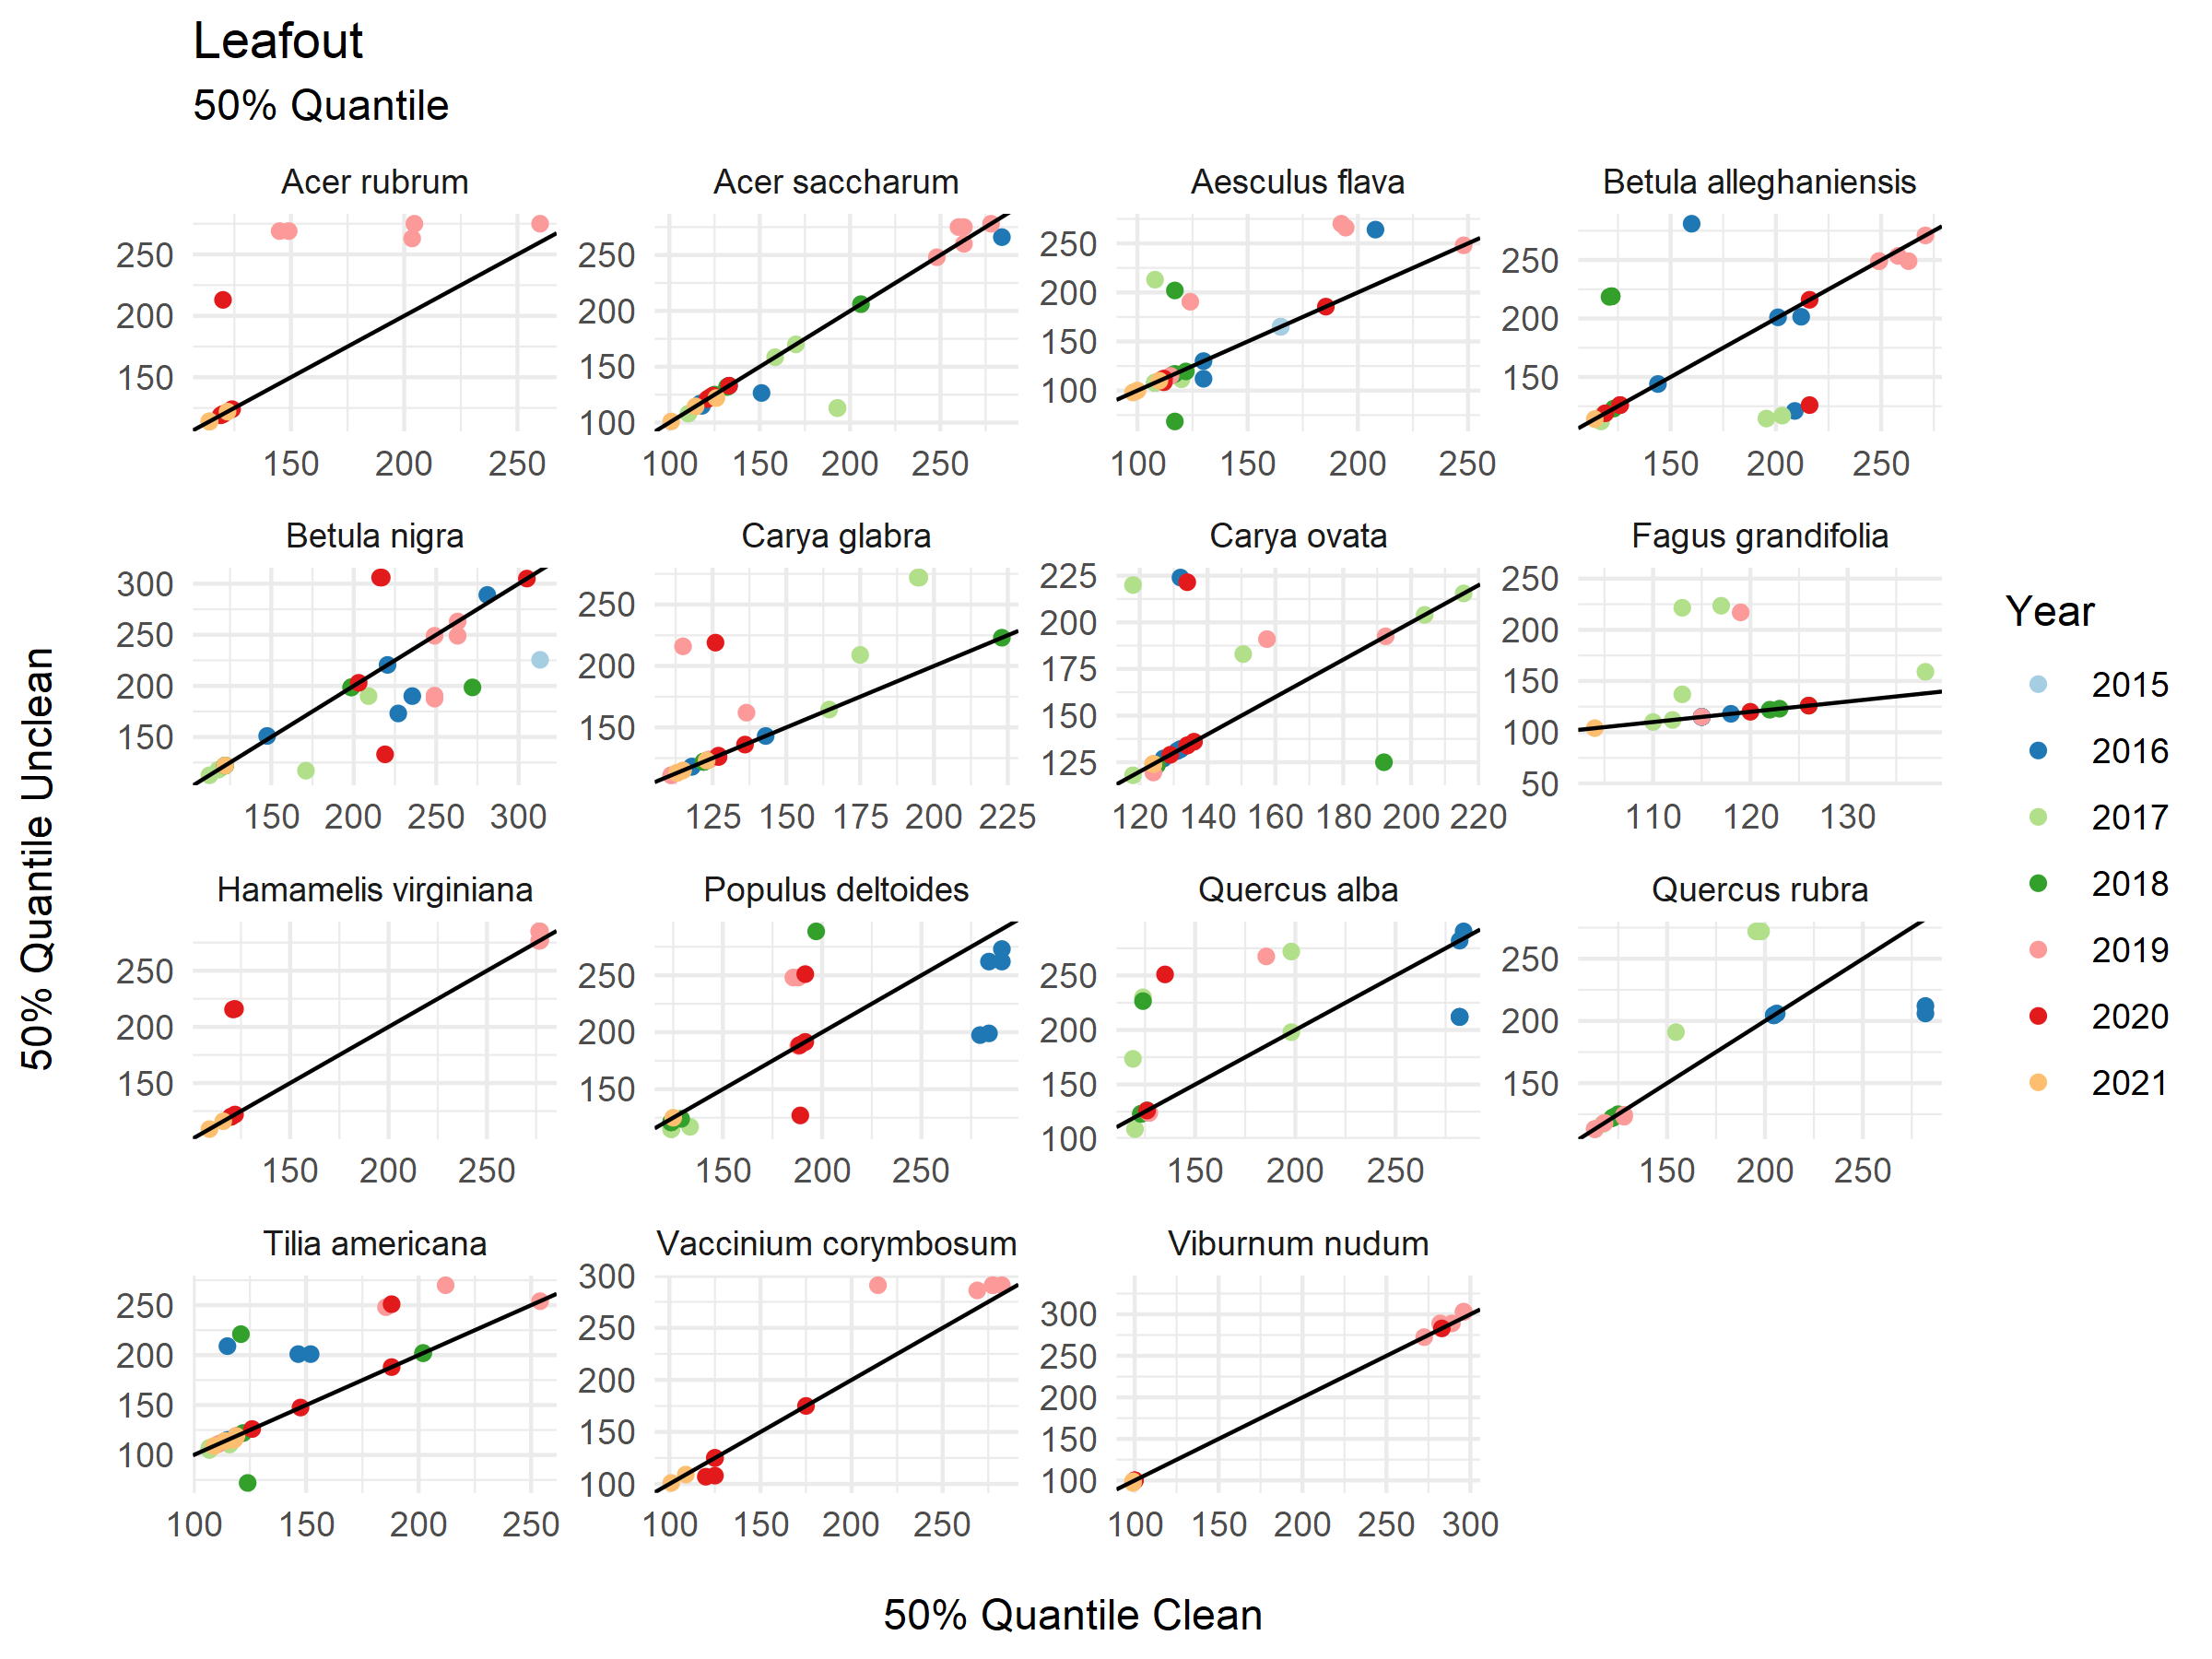 Leafout
50% Quantile
Acer rubrum
Acer saccharum
Aesculus flava
Betula alleghaniensis
250
200
150
150 200 250
250
200
150
100
100 150 200 250
250
200
150
100
100 150 200 250
250
200
150
150 200 250
Betula nigra
Carya glabra
Carya ovata
Fagus grandifolia
300
250
200
150
150 200 250 300
250
200
150
125 150 175 200 225
225
200
175
150
125
120 140 160 180 200 220
250
200
150
100
50
110 120 130
Hamamelis virginiana
Populus deltoides
Quercus alba
Quercus rubra
250
200
150
150 200 250
250
200
150
150 200 250
250
200
150
100
150 200 250
250
200
150
150 200 250
Tilia americana
Vaccinium corymbosum
Viburnum nudum
250
200
150
100
100 150 200 250
300
250
200
150
100
100 150 200 250
300
250
200
150
100
100 150 200 250 300
50% Quantile Unclean
50% Quantile Clean
Year
2015
2016
2017
2018
2019
2020
2021